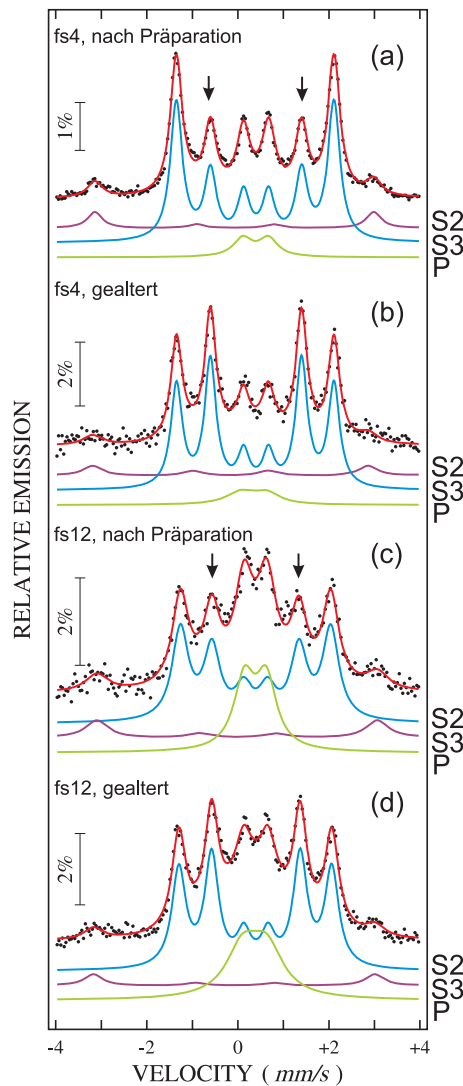 fs4, nach Präparation
(a)
1%
S2
S3
P
fs4, gealtert
(b)
2%
S2
S3
P
RELATIVE EMISSION
fs12, nach Präparation
(c)
2%
S2
S3
P
fs12, gealtert
(d)
2%
S2
S3
P
-4 -2 0 +2 +4
VELOCITY ( mm/s )